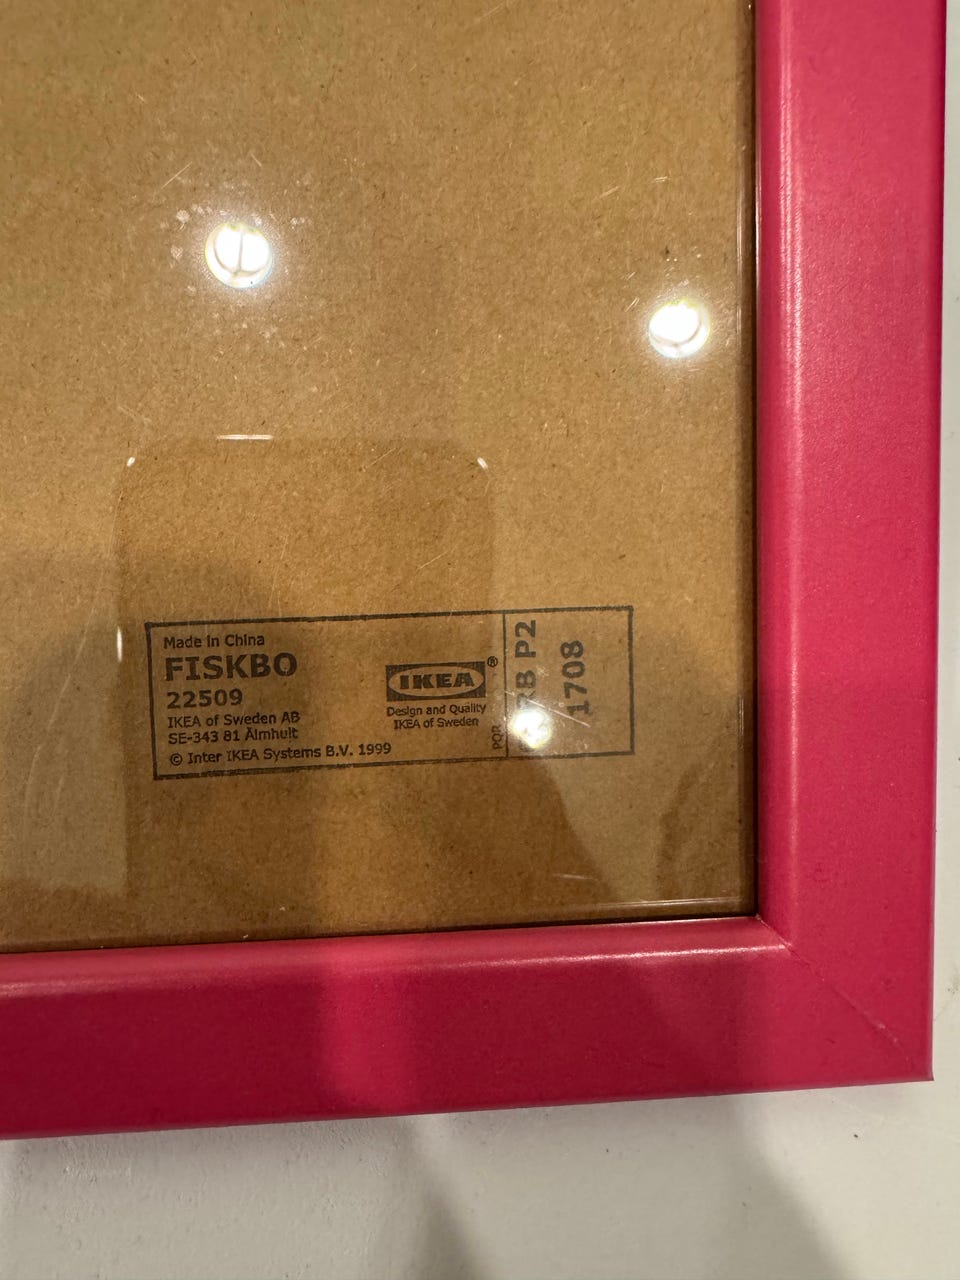 Made in China
FISKBO
22509
IKEA of Sweden AB
SE-343 81 Älmhult
© Inter IKEA Systems B.V. 1999
IKEA®
Design and Quality
IKEA of Sweden
PQR
P2
1708